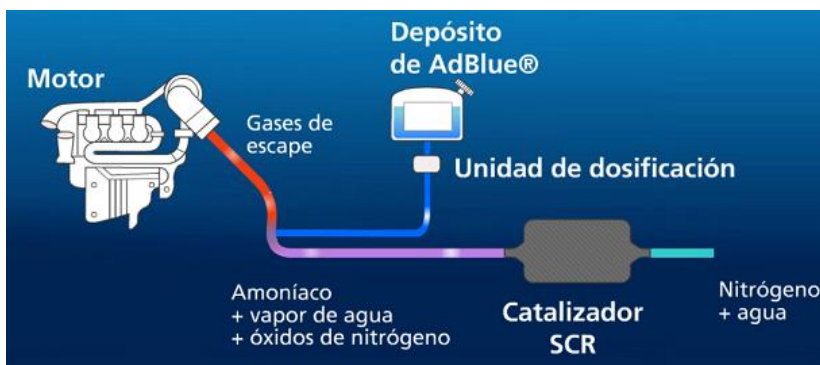 Depósito
de AdBlue®
Motor
Gases de
escape
Unidad de dosificación
Amoníaco
+ vapor de agua
+ óxidos de nitrógeno
Catalizador
SCR
Nitrógeno
+ agua